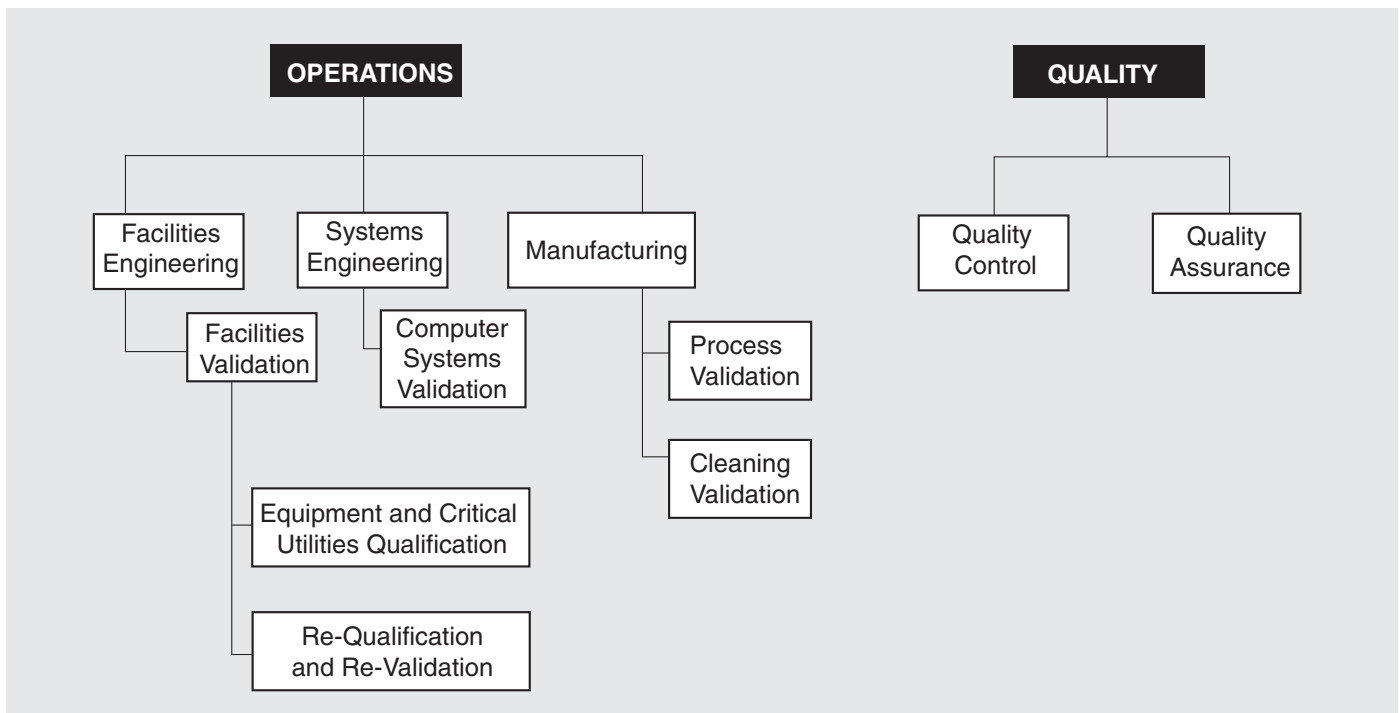 OPERATIONS
QUALITY
Facilities
Engineering
Systems
Engineering
Manufacturing
Quality
Control
Quality
Assurance
Facilities
Validation
Computer
Systems
Validation
Process
Validation
Cleaning
Validation
Equipment and Critical
Utilities Qualification
Re-Qualification
and Re-Validation